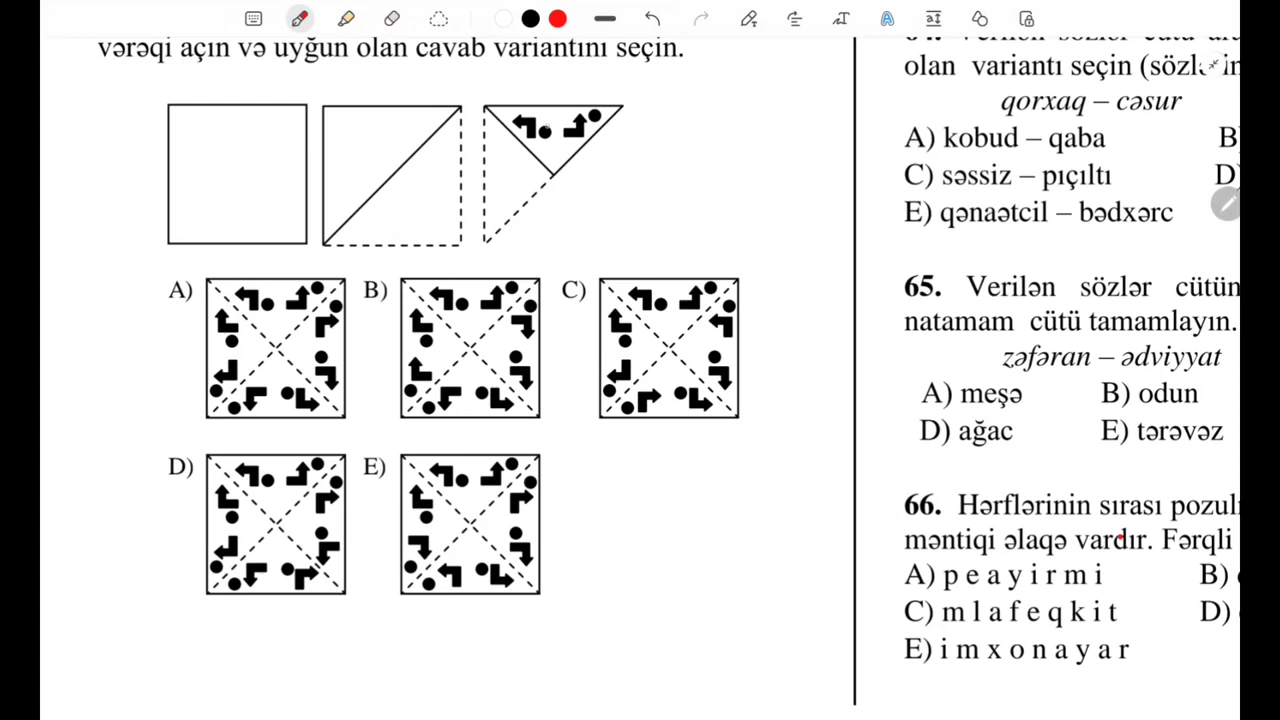 vərəqi açın və uyğun olan cavab variantını seçin.
A)
B)
C)
D)
E)
olan variantı seçin (sözl
qorxaq – cəsur
A) kobud – qaba
B)
C) səssiz – pıçıltı
D)
E) qənaətcil – bədxərc
65. Verilən sözlər cütün
natamam cütü tamamlayın.
zəfəran – ədviyyat
A) meşə B) odun
D) ağac E) tərəvəz
66. Hərflərinin sırası pozul
məntiqi əlaqə vardır. Fərqli
A) p e a y i r m i B)
C) m l a f e q k i t D)
E) i m x o n a y a r